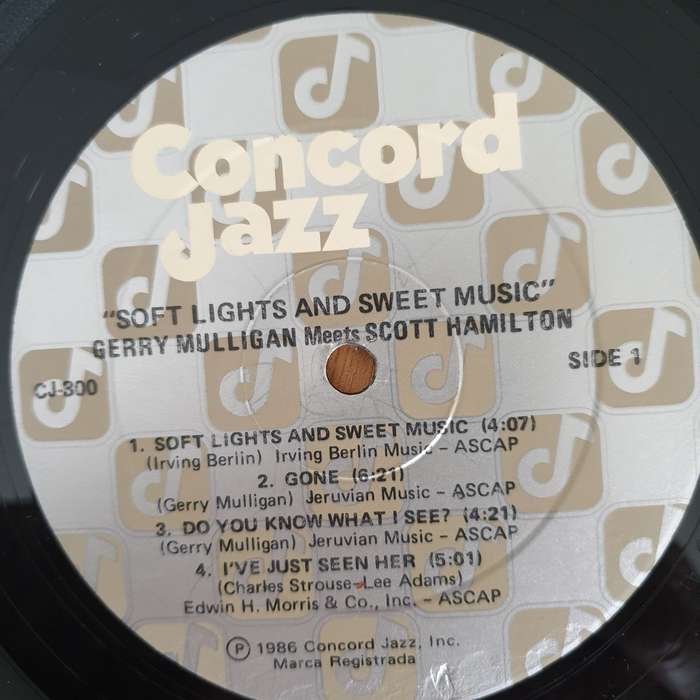 Concord
Jazz
"SOFT LIGHTS AND SWEET MUSIC"
GERRY MULLIGAN Meets SCOTT HAMILTON
CJ-300
SIDE 1
1. SOFT LIGHTS AND SWEET MUSIC (4:07)
(Irving Berlin) Irving Berlin Music - ASCAP
2. GONE (6:21)
(Gerry Mulligan) Jeruvian Music - ASCAP
3. DO YOU KNOW WHAT I SEE? (4:21)
(Gerry Mulligan) Jeruvian Music - ASCAP
4. I'VE JUST SEEN HER (5:01)
(Charles Strouse-Lee Adams)
Edwin H. Morris & Co., Inc. - ASCAP
Ⓟ 1986 Concord Jazz, Inc.
Marca Registrada